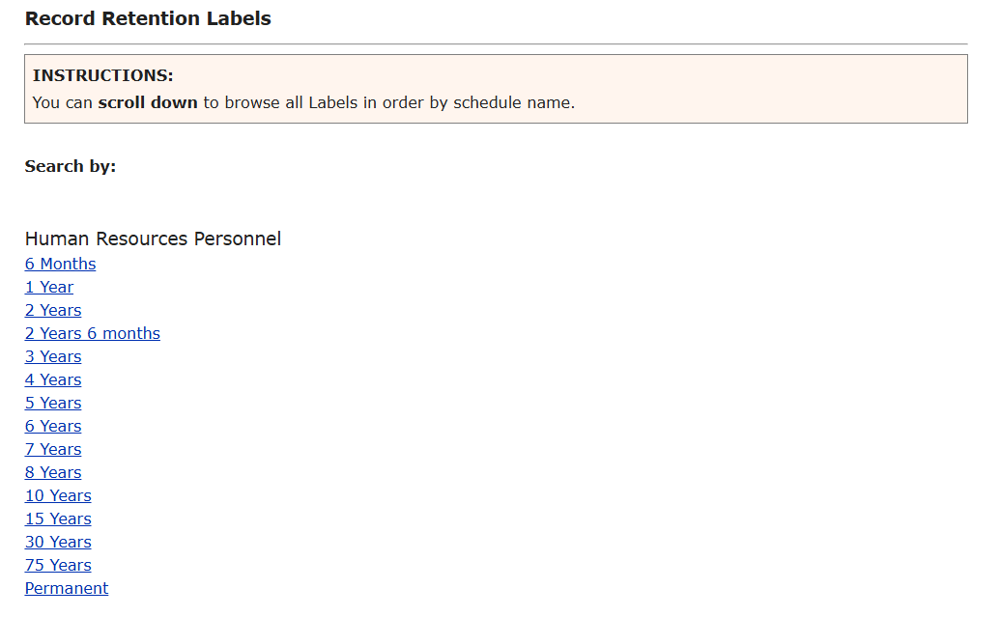 Record Retention Labels
INSTRUCTIONS:
You can scroll down to browse all Labels in order by schedule name.
Search by:
Human Resources Personnel
6 Months
1 Year
2 Years
2 Years 6 months
3 Years
4 Years
5 Years
6 Years
7 Years
8 Years
10 Years
15 Years
30 Years
75 Years
Permanent